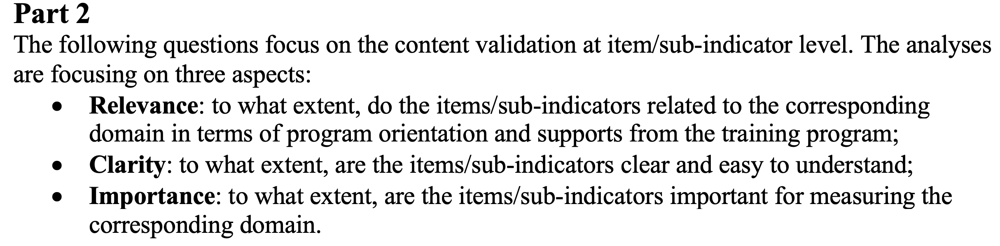 Part 2
The following questions focus on the content validation at item/sub-indicator level. The analyses
are focusing on three aspects:
• Relevance: to what extent, do the items/sub-indicators related to the corresponding
domain in terms of program orientation and supports from the training program;
• Clarity: to what extent, are the items/sub-indicators clear and easy to understand;
• Importance: to what extent, are the items/sub-indicators important for measuring the
corresponding domain.